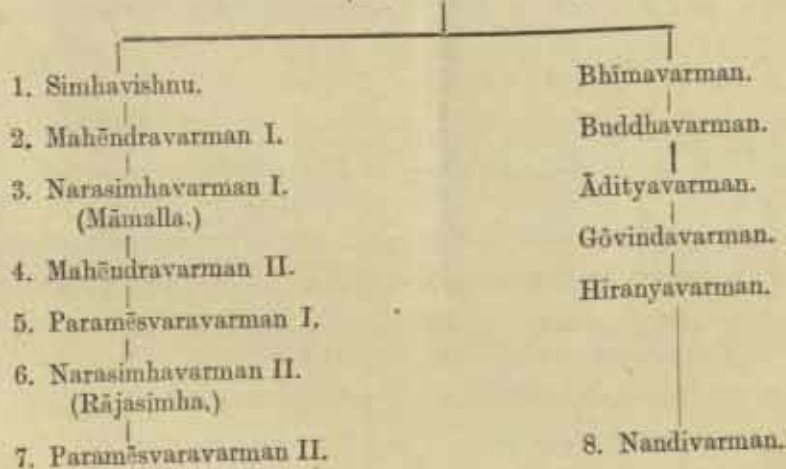 1. Simhavishnu.
2. Mahēndravarman I.
3. Narasimhavarman I.
(Māmalla.)
4. Mahēndravarman II.
5. Paramēsvaravarman I.
6. Narasimhavarman II.
(Rājasimha.)
7. Paramēsvaravarman II.
Bhīmavarman.
Buddhavarman.
Ādityavarman.
Gōvindavarman.
Hiranyavarman.
8. Nandivarman.